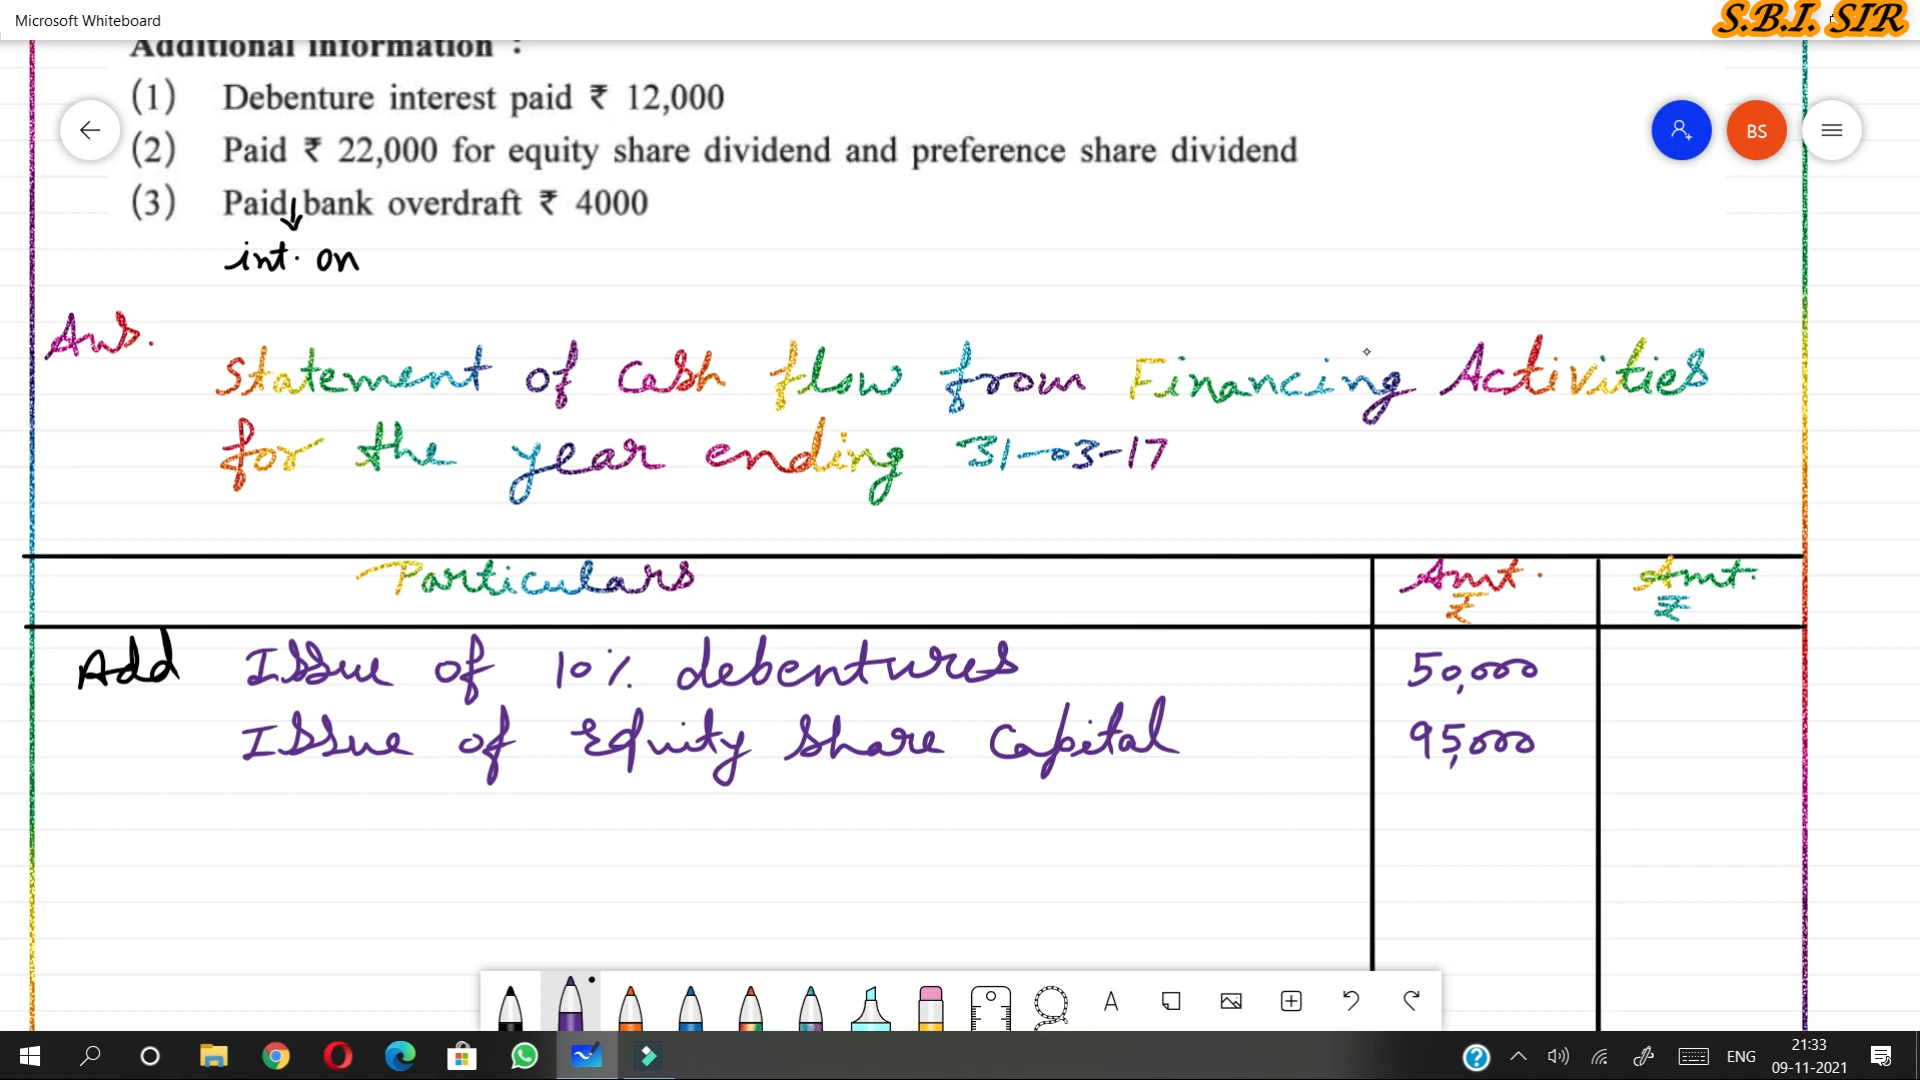 Microsoft Whiteboard
S.B.I. SIR
Additional information :
(1) Debenture interest paid ₹ 12,000
(2) Paid ₹ 22,000 for equity share dividend and preference share dividend
BS
(3) Paid bank overdraft ₹ 4000
int. on
Ans.
Statement of Cash flow from Financing Activities
for the year ending 31-03-17
Particulars Amt. ₹ Amt. ₹
Add Issue of 10% debentures 50,000
Issue of Equity Share Capital 95,000
ENG
21:33
09-11-2021